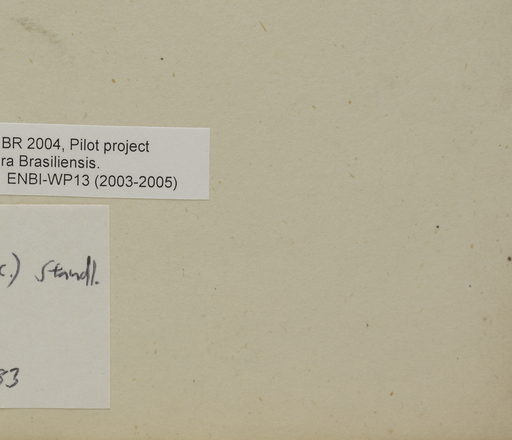 BR 2004, Pilot project
ra Brasiliensis.
ENBI-WP13 (2003-2005)
c.) Standl.
83